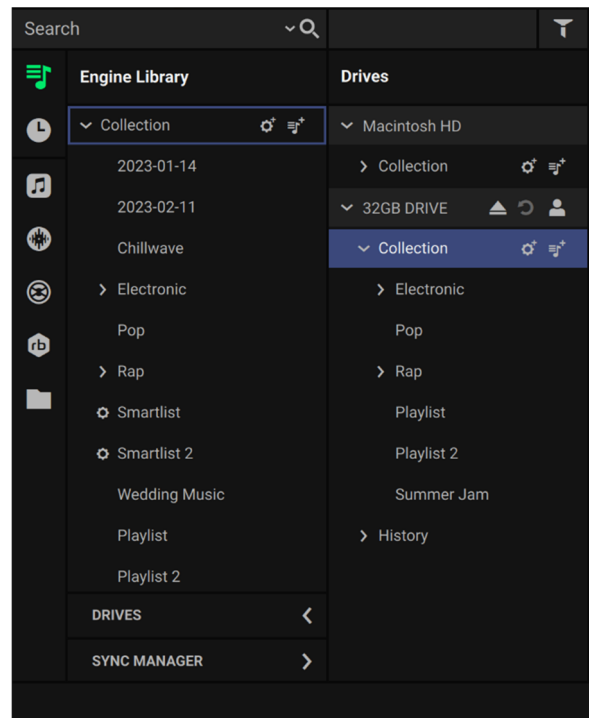 Search
Engine Library
Collection
2023-01-14
2023-02-11
Chillwave
Electronic
Pop
Rap
Smartlist
Smartlist 2
Wedding Music
Playlist
Playlist 2
DRIVES
SYNC MANAGER
Drives
Macintosh HD
Collection
32GB DRIVE
Collection
Electronic
Pop
Rap
Playlist
Playlist 2
Summer Jam
History
rb